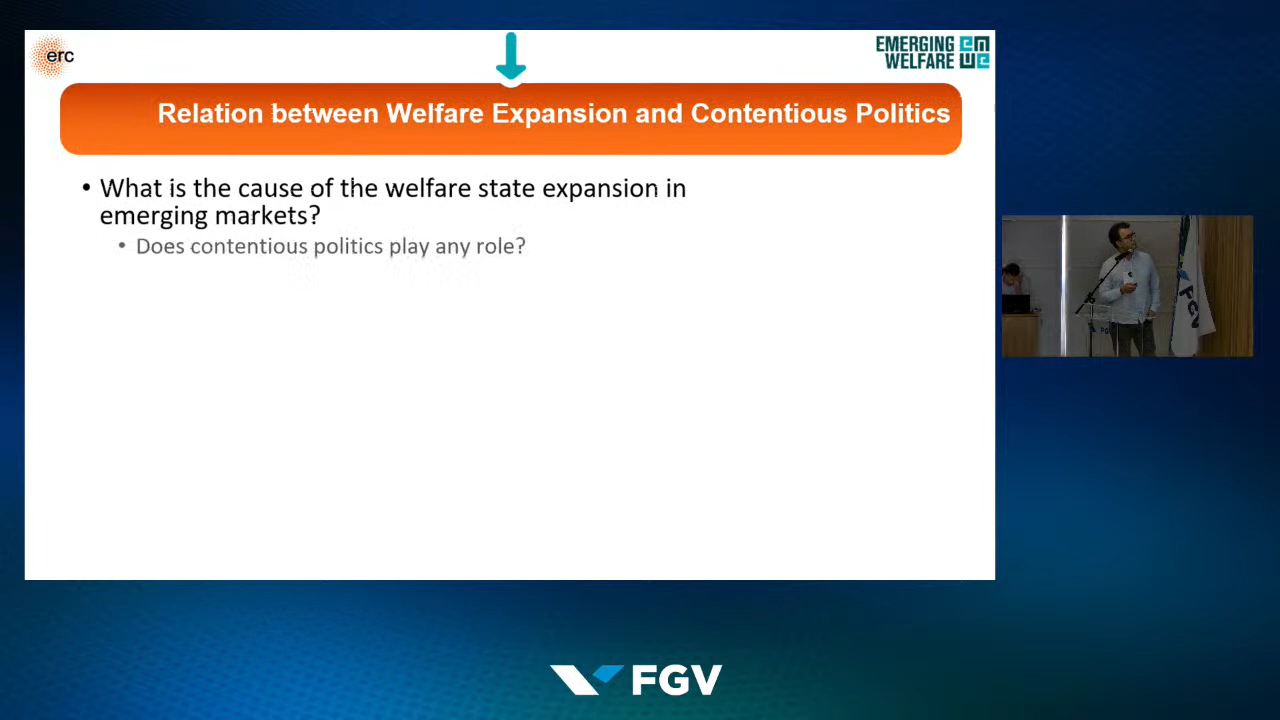 erc
EMERGING
WELFARE
Relation between Welfare Expansion and Contentious Politics
• What is the cause of the welfare state expansion in
emerging markets?
• Does contentious politics play any role?
FGV
FGV